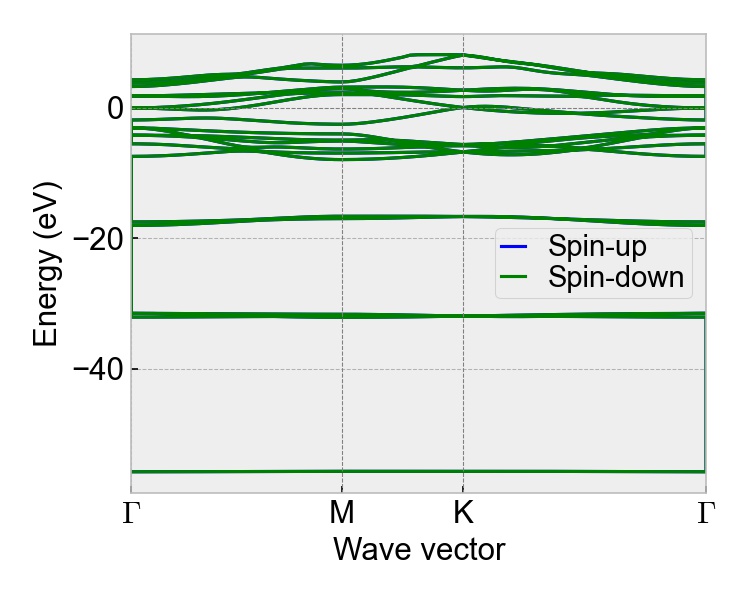 0
−20
−40
Energy (eV)
Spin-up
Spin-down
Γ M K Γ
Wave vector